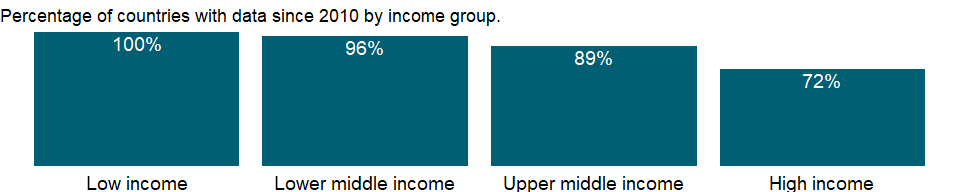 Percentage of countries with data since 2010 by income group.
100% 96% 89% 72%
Low income Lower middle income Upper middle income High income